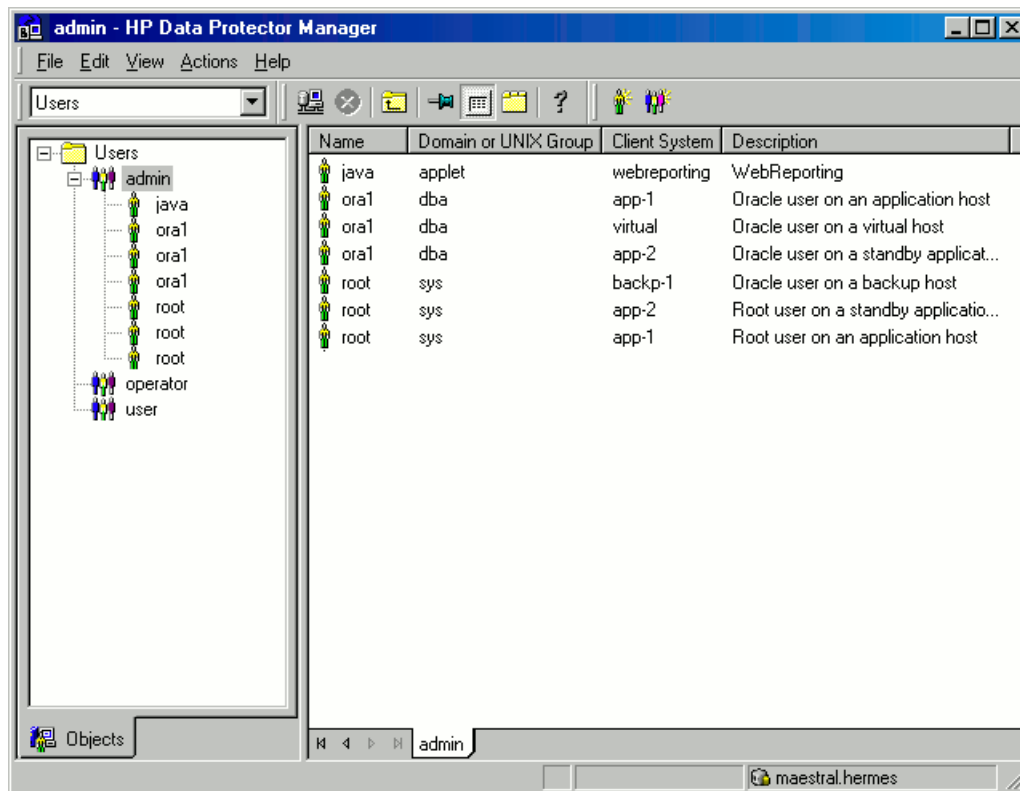 admin - HP Data Protector Manager
File Edit View Actions Help
Users
?
Users
admin
java
ora1
ora1
ora1
root
root
root
operator
user
Objects
Name Domain or UNIX Group Client System Description
java applet webreporting WebReporting
ora1 dba app-1 Oracle user on an application host
ora1 dba virtual Oracle user on a virtual host
ora1 dba app-2 Oracle user on a standby applicat...
root sys backp-1 Oracle user on a backup host
root sys app-2 Root user on a standby applicatio...
root sys app-1 Root user on an application host
admin
maestral.hermes